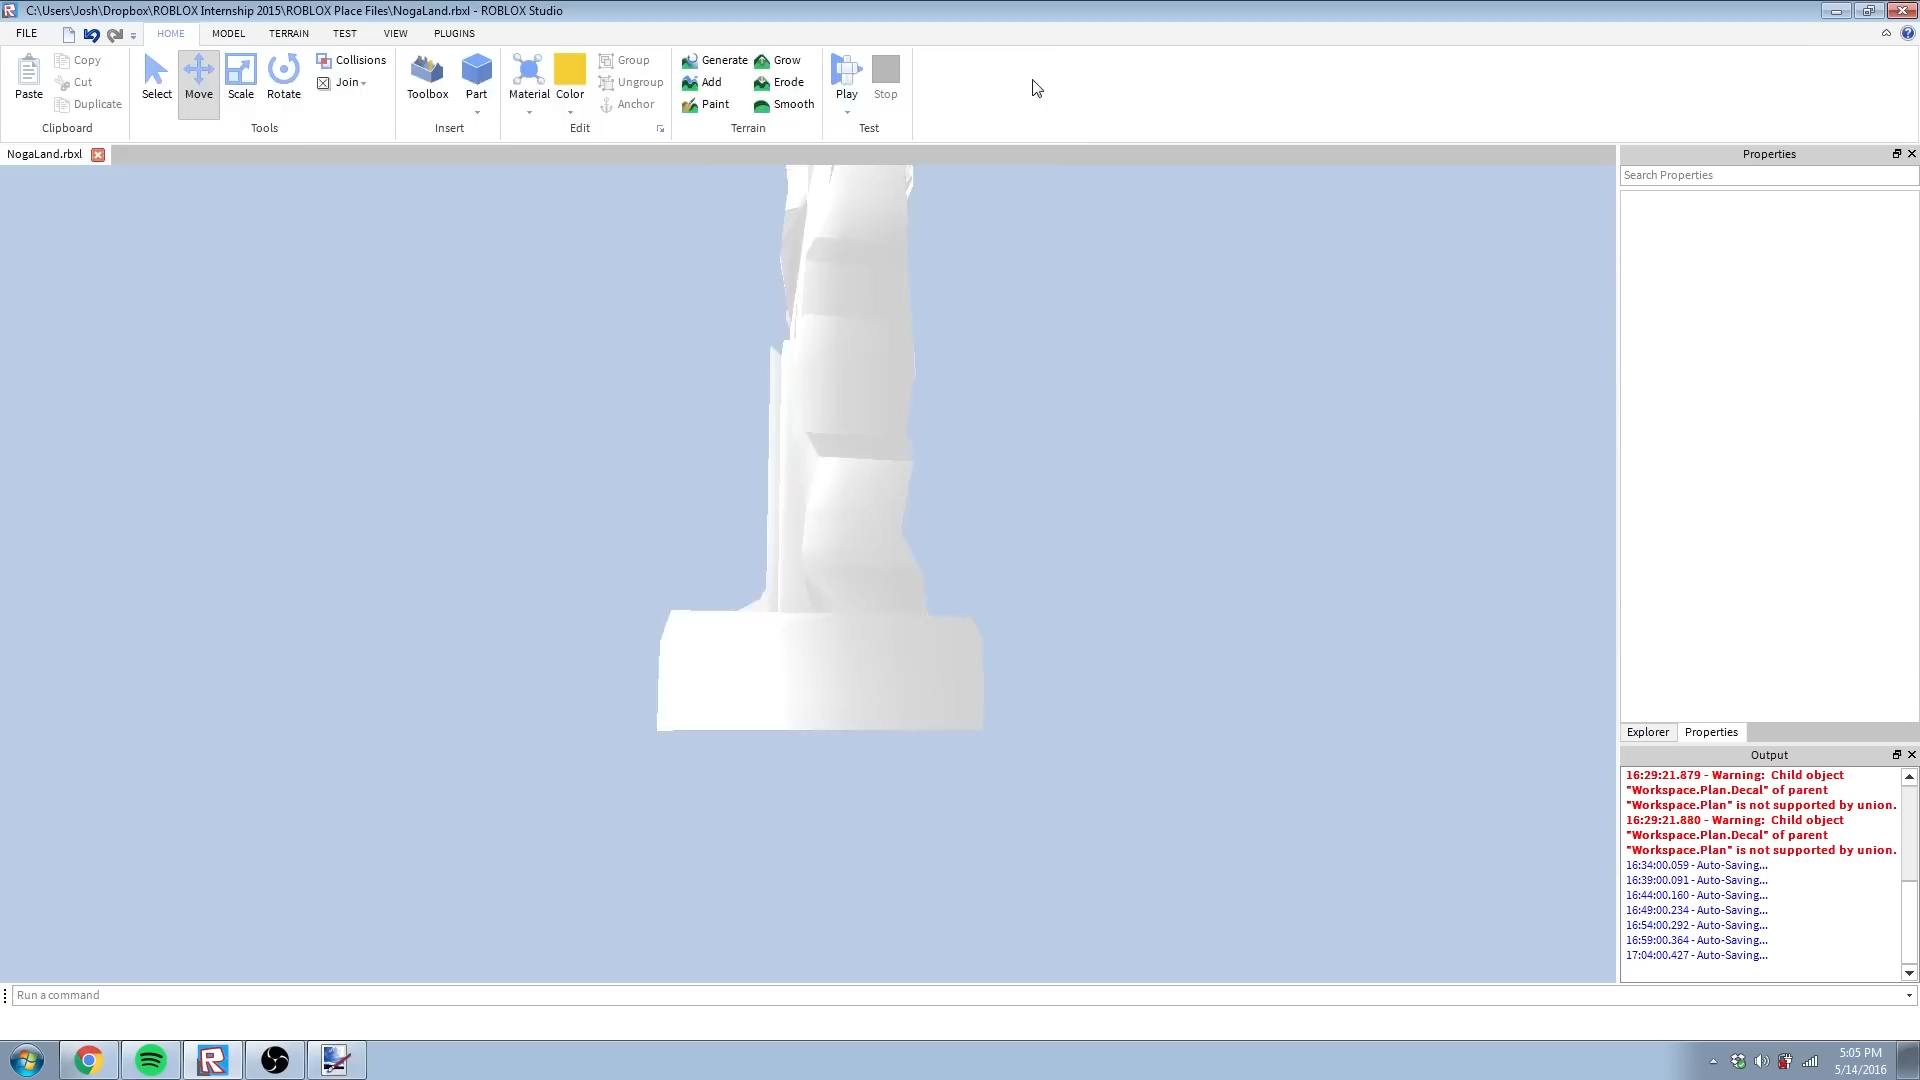 C:\Users\Josh\Dropbox\ROBLOX Internship 2015\ROBLOX Place Files\NogaLand.rbxl - ROBLOX Studio
FILE HOME MODEL TERRAIN TEST VIEW PLUGINS
Paste
Copy
Cut
Duplicate
Clipboard
Select
Move
Scale
Rotate
Collisions
Join
Tools
Toolbox
Part
Insert
Material
Color
Group
Ungroup
Anchor
Edit
Generate
Grow
Add
Erode
Paint
Smooth
Terrain
Play
Stop
Test
NogaLand.rbxl
Properties
Search Properties
Explorer
Properties
Output
16:29:21.879 - Warning: Child object
"Workspace.Plan.Decal" of parent
"Workspace.Plan" is not supported by union.
16:29:21.880 - Warning: Child object
"Workspace.Plan.Decal" of parent
"Workspace.Plan" is not supported by union.
16:34:00.059 - Auto-Saving...
16:39:00.091 - Auto-Saving...
16:44:00.160 - Auto-Saving...
16:49:00.234 - Auto-Saving...
16:54:00.292 - Auto-Saving...
16:59:00.364 - Auto-Saving...
17:04:00.427 - Auto-Saving...
Run a command
5:05 PM
5/14/2016